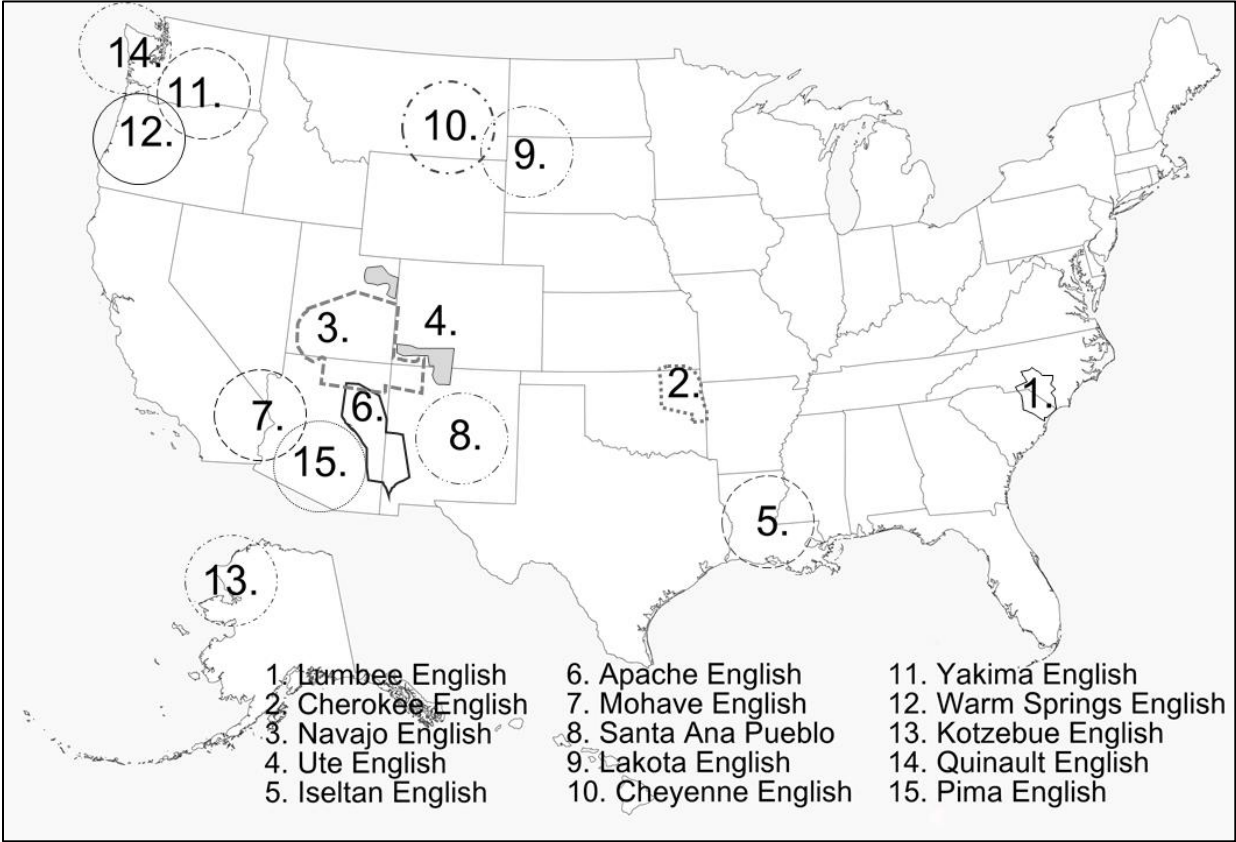 14.
11.
12.
10.
9.
3.
4.
2.
1.
6.
7.
8.
15.
5.
13.
1. Lumbee English
2. Cherokee English
3. Navajo English
4. Ute English
5. Iseltan English
6. Apache English
7. Mohave English
8. Santa Ana Pueblo
9. Lakota English
10. Cheyenne English
11. Yakima English
12. Warm Springs English
13. Kotzebue English
14. Quinault English
15. Pima English